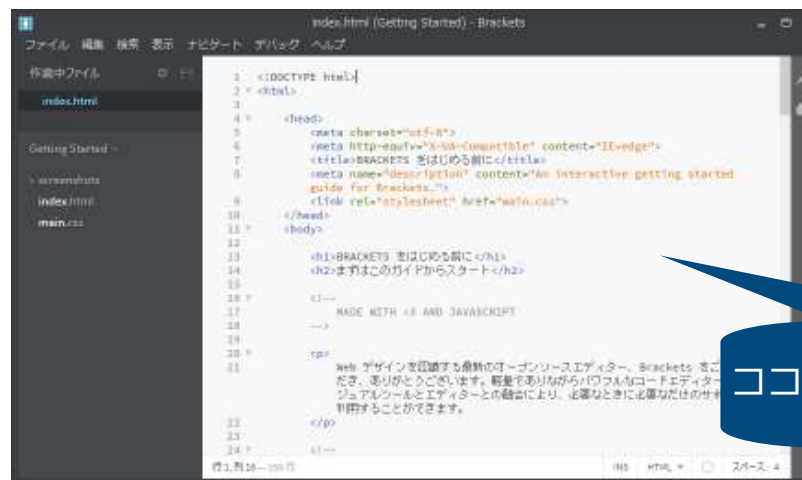 index.html (Getting Started) - Brackets
ファイル 編集 検索 表示 ナビゲート デバッグ ヘルプ
作業中ファイル
index.html
Getting Started
screenshots
index.html
main.css
1 <!DOCTYPE html>
2 <html>
3
4 <head>
5 <meta charset="utf-8">
6 <meta http-equiv="X-UA-Compatible" content="IE=edge">
7 <title>BRACKETS をはじめる前に</title>
8 <meta name="description" content="An interactive getting started
guide for Brackets.">
9 <link rel="stylesheet" href="main.css">
10 </head>
11 <body>
12
13 <h1>BRACKETS をはじめる前に</h1>
14 <h2>まずはこのガイドからスタート</h2>
15
16 <!--
17 MADE WITH <3 AND JAVASCRIPT
18 -->
19
20 <p>
21 Web デザインを認識する最新のオープンソースエディター、Brackets をご
だき、ありがとうございます。軽量でありながらパワフルなコードエディター
ジュアルツールとエディターとの融合により、必要なときに必要なだけのサポ
利用することができます。
22 </p>
23
24 <!--
行 1, 列 16 —
INS HTML スペース: 4
ココ